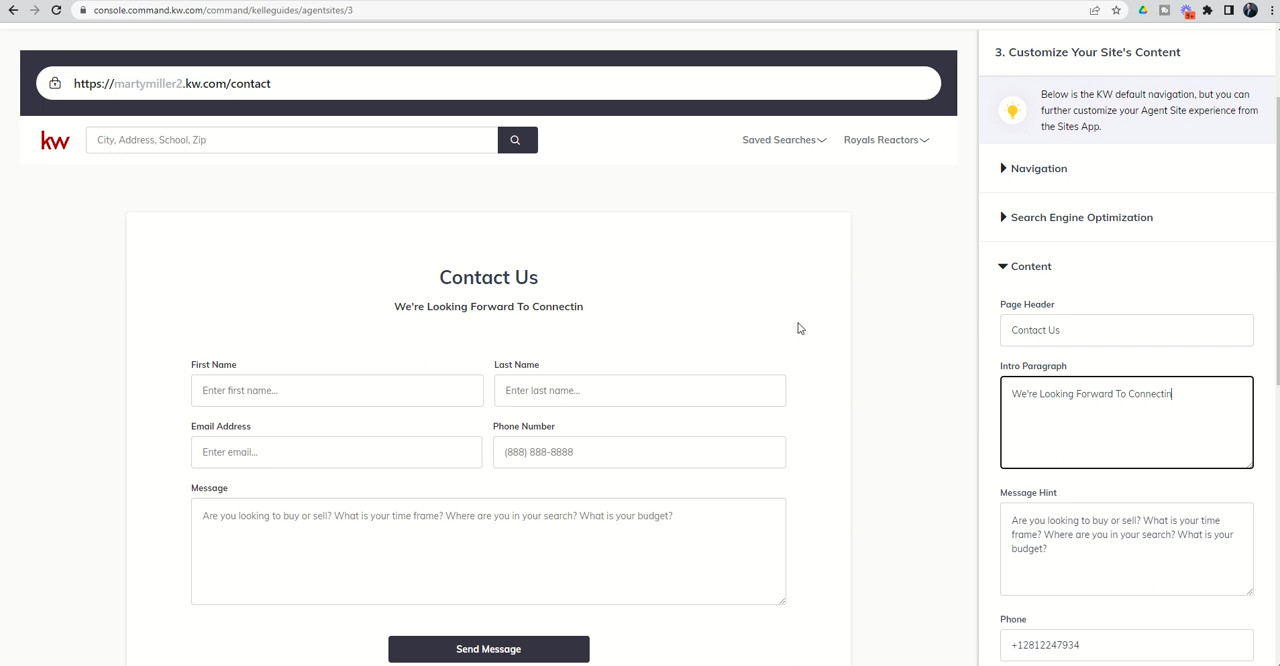 console.command.kw.com/command/kelleguides/agentsites/3
9+
https://martymiller2.kw.com/contact
kw
City, Address, School, Zip
Saved Searches
Royals Reactors
Contact Us
We're Looking Forward To Connectin
First Name
Last Name
Enter first name...
Enter last name...
Email Address
Phone Number
Enter email...
(888) 888-8888
Message
Are you looking to buy or sell? What is your time frame? Where are you in your search? What is your budget?
Send Message
3. Customize Your Site's Content
Below is the KW default navigation, but you can
further customize your Agent Site experience from
the Sites App.
Navigation
Search Engine Optimization
Content
Page Header
Contact Us
Intro Paragraph
We're Looking Forward To Connectin
Message Hint
Are you looking to buy or sell? What is your time
frame? Where are you in your search? What is your
budget?
Phone
+12812247934